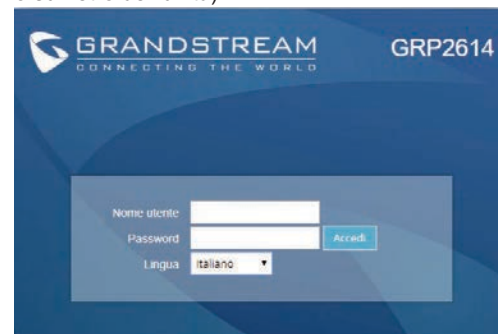 GRANDSTREAM
CONNECTING THE WORLD
GRP2614
Nome utente
Password
Accedi
Lingua
Italiano